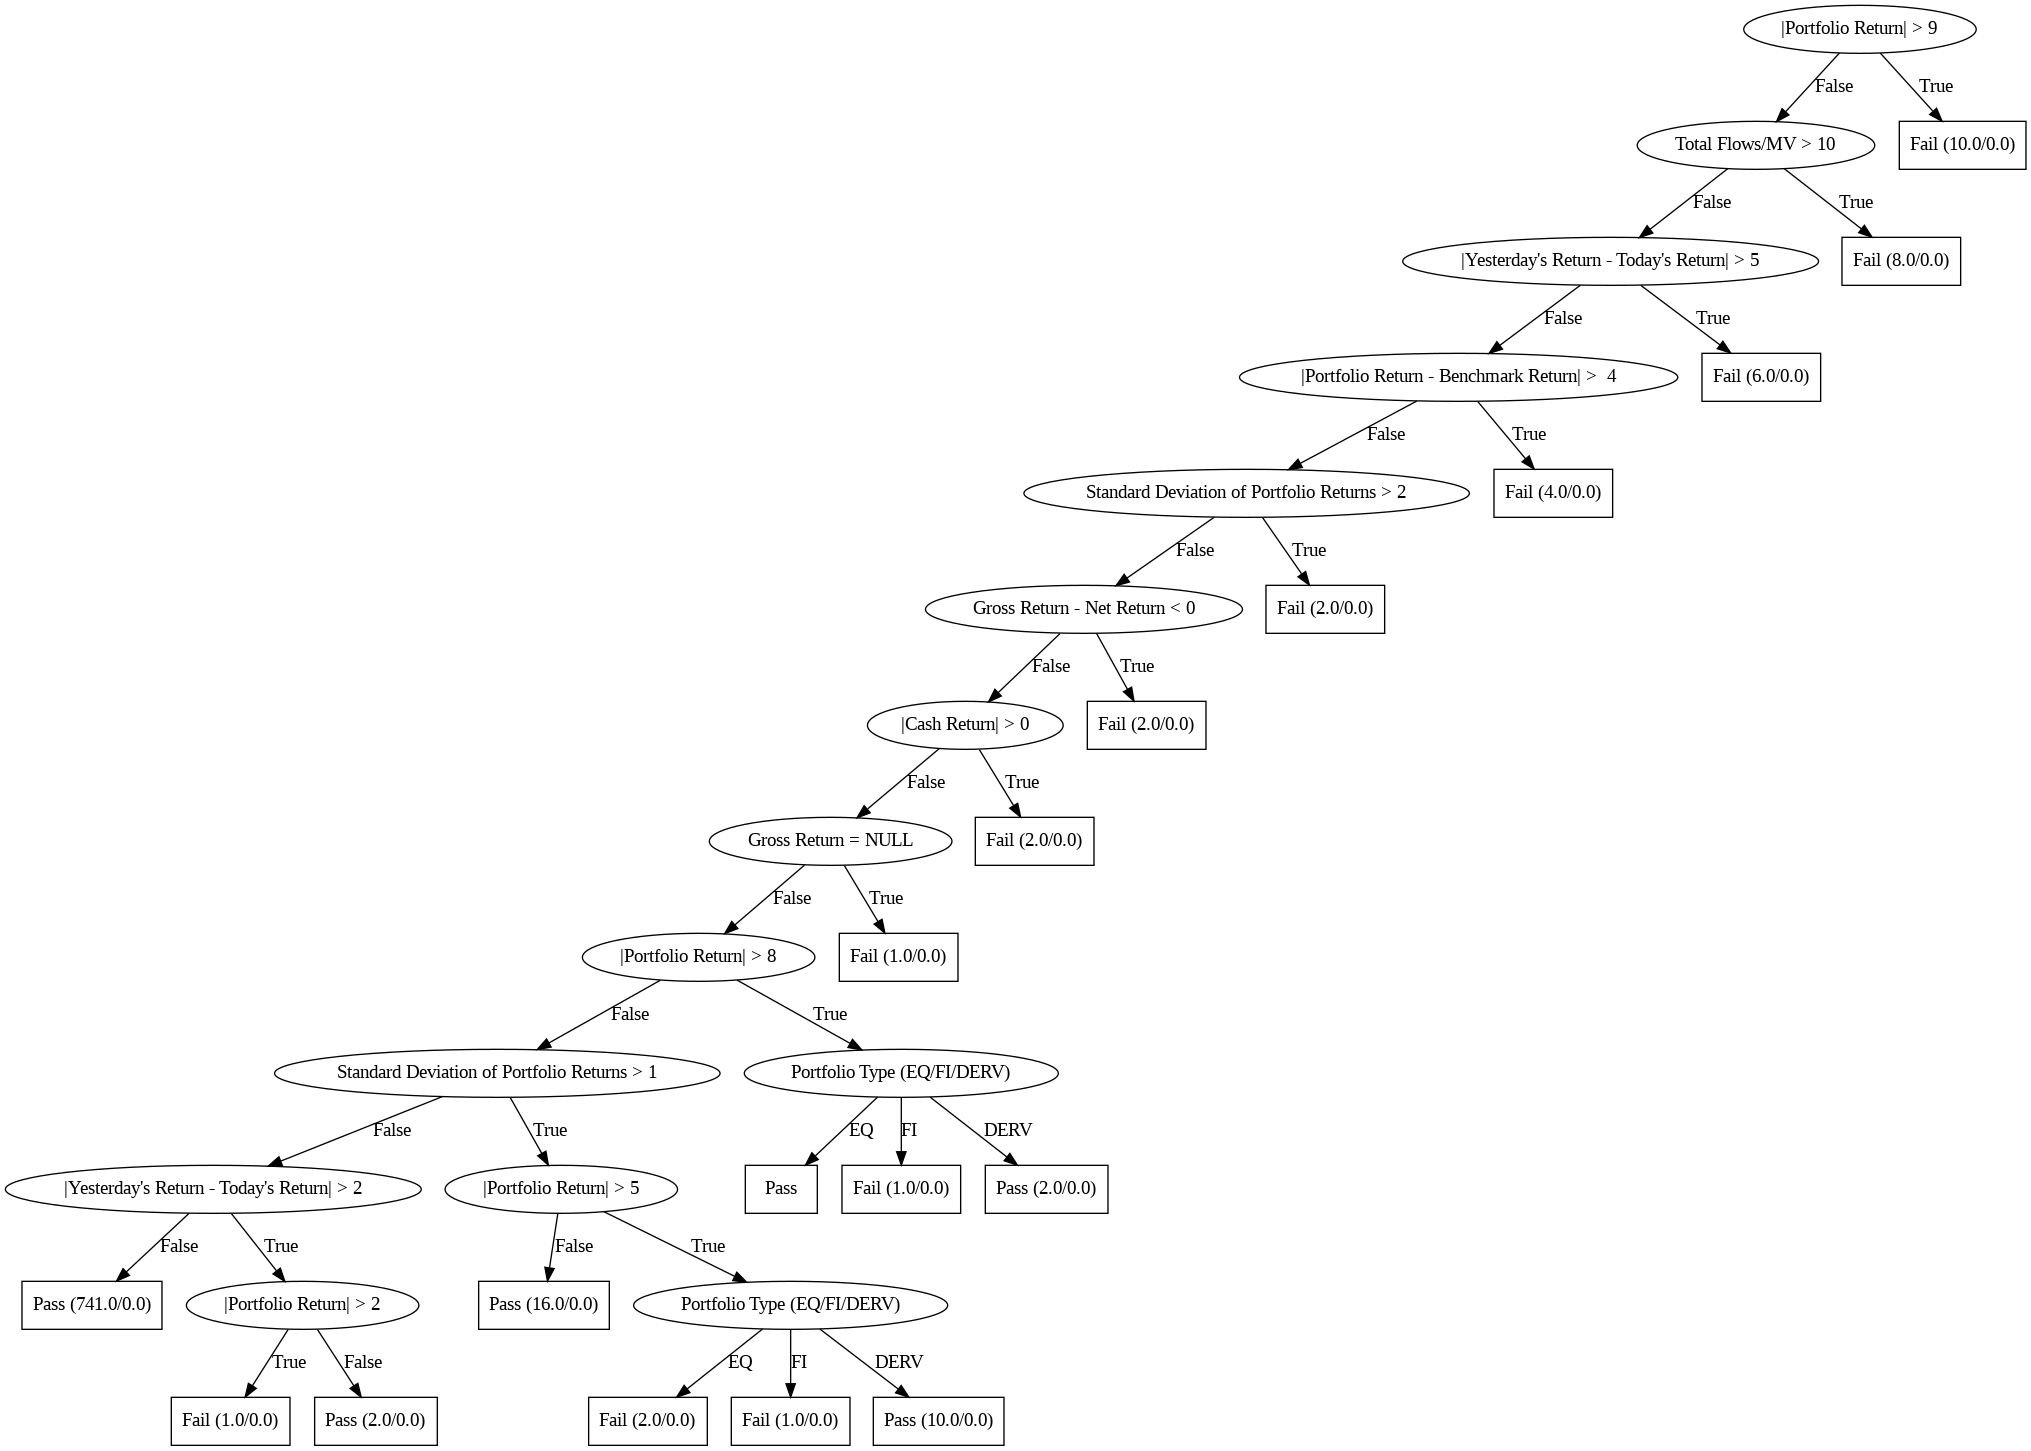 |Portfolio Return| > 9
False
True
Total Flows/MV > 10
Fail (10.0/0.0)
False
True
|Yesterday's Return - Today's Return| > 5
Fail (8.0/0.0)
False
True
|Portfolio Return - Benchmark Return| >  4
Fail (6.0/0.0)
False
True
Standard Deviation of Portfolio Returns > 2
Fail (4.0/0.0)
False
True
Gross Return - Net Return < 0
Fail (2.0/0.0)
False
True
|Cash Return| > 0
Fail (2.0/0.0)
False
True
Gross Return = NULL
Fail (2.0/0.0)
False
True
|Portfolio Return| > 8
Fail (1.0/0.0)
False
True
Standard Deviation of Portfolio Returns > 1
Portfolio Type (EQ/FI/DERV)
False
True
EQ
FI
DERV
|Yesterday's Return - Today's Return| > 2
|Portfolio Return| > 5
Pass
Fail (1.0/0.0)
Pass (2.0/0.0)
False
True
False
True
Pass (741.0/0.0)
|Portfolio Return| > 2
Pass (16.0/0.0)
Portfolio Type (EQ/FI/DERV)
True
False
EQ
FI
DERV
Fail (1.0/0.0)
Pass (2.0/0.0)
Fail (2.0/0.0)
Fail (1.0/0.0)
Pass (10.0/0.0)